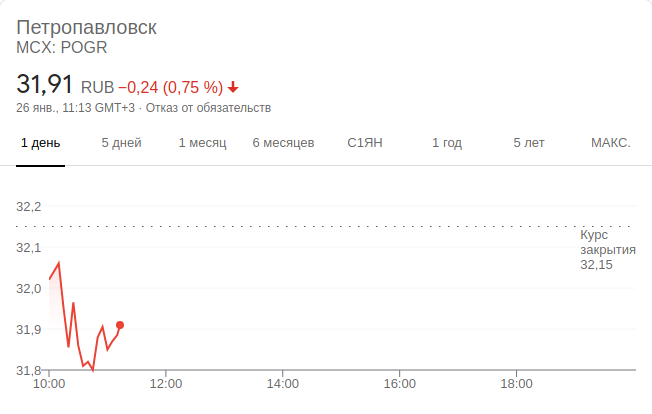 Петропавловск
MCX: POGR
31,91 RUB −0,24 (0,75 %)
26 янв., 11:13 GMT+3 · Отказ от обязательств
1 день 5 дней 1 месяц 6 месяцев С1ЯН 1 год 5 лет МАКС.
32,2
32,1
32,0
31,9
31,8
Курс
закрытия
32,15
10:00 12:00 14:00 16:00 18:00